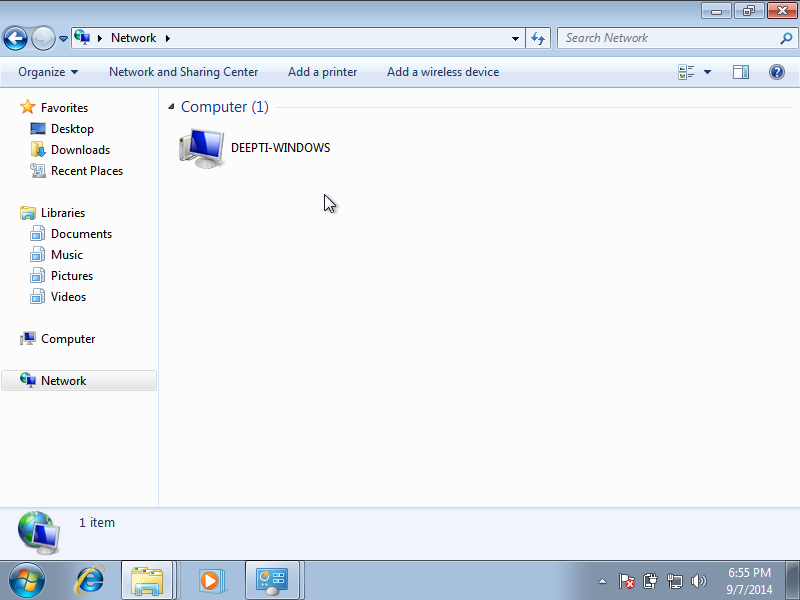 Network
Search Network
Organize Network and Sharing Center Add a printer Add a wireless device
Favorites
Desktop
Downloads
Recent Places
Libraries
Documents
Music
Pictures
Videos
Computer
Network
Computer (1)
DEEPTI-WINDOWS
1 item
6:55 PM
9/7/2014